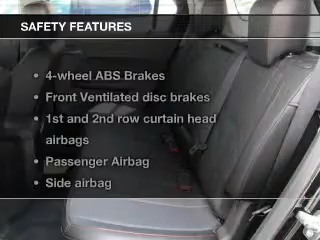 SAFETY FEATURES
• 4-wheel ABS Brakes
• Front Ventilated disc brakes
• 1st and 2nd row curtain head
airbags
• Passenger Airbag
• Side airbag